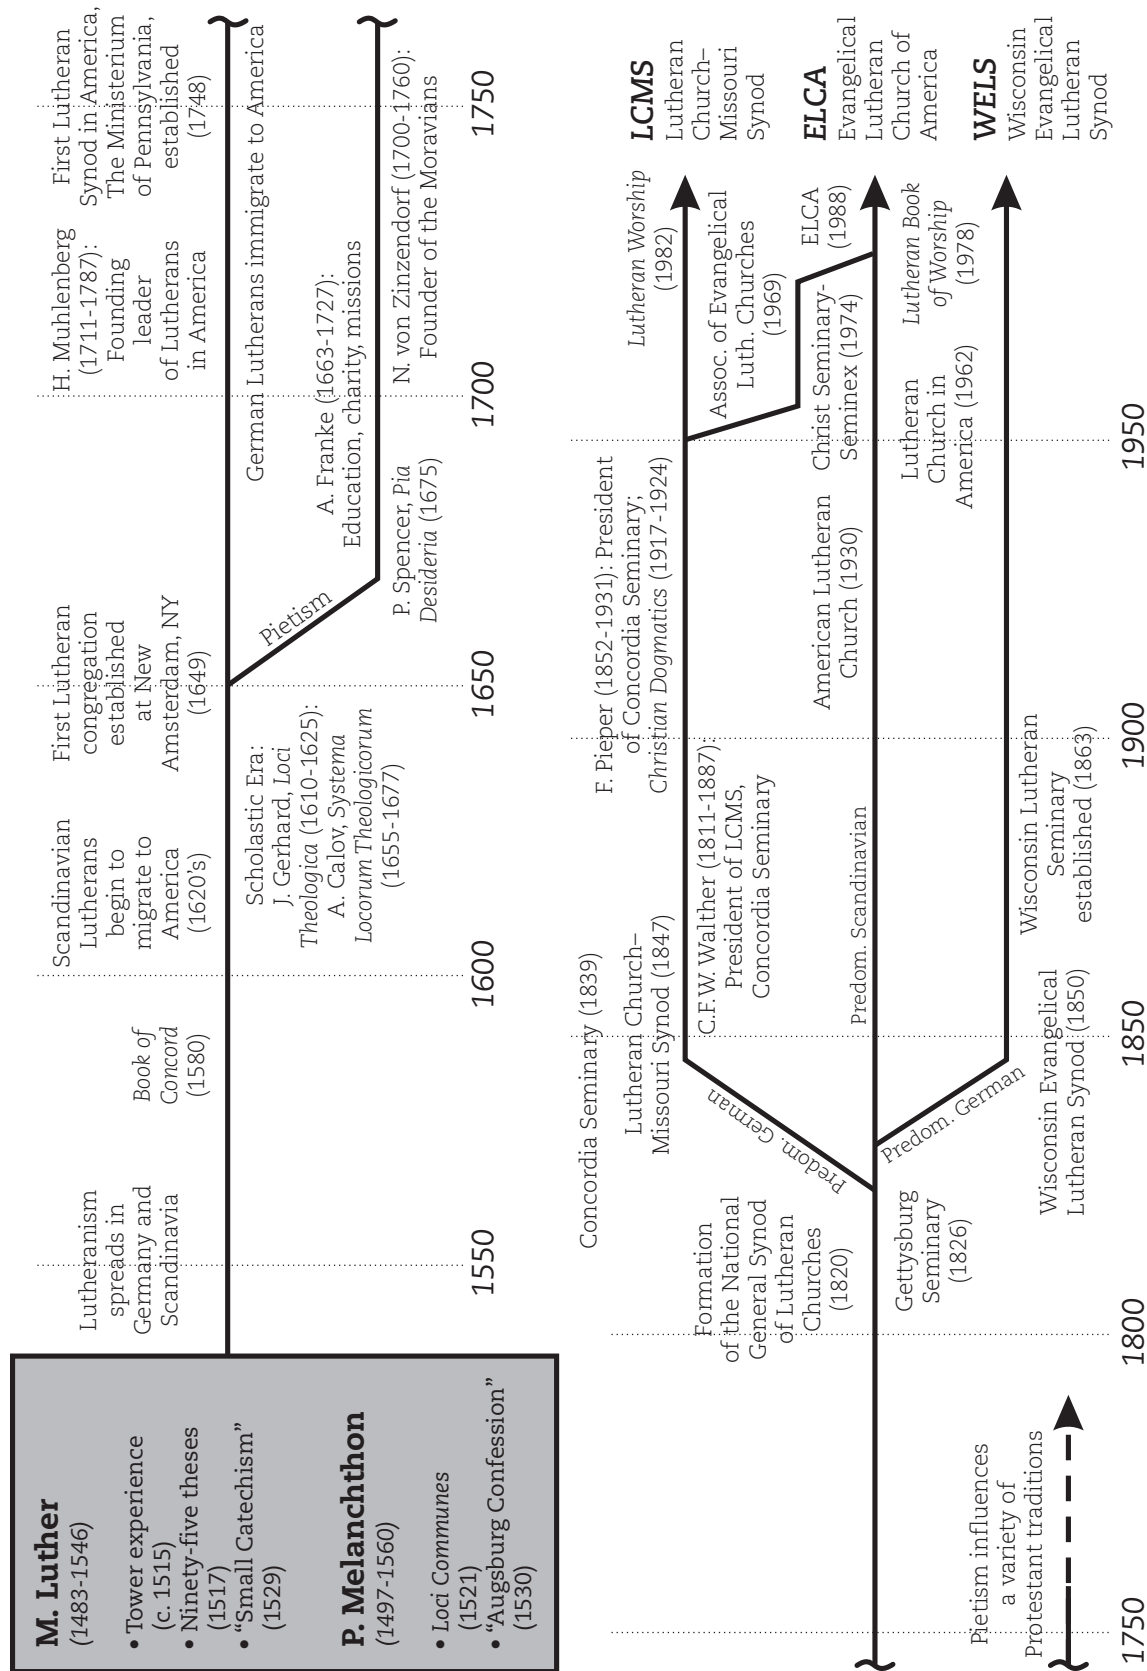 M. Luther
(1483-1546)
• Tower experience
(c. 1515)
• Ninety-five theses
(1517)
• “Small Catechism”
(1529)
P. Melanchthon
(1497-1560)
• Loci Communes
(1521)
• “Augsburg Confession”
(1530)
Lutheranism
spreads in
Germany and
Scandinavia
Book of
Concord
(1580)
Scandinavian
Lutherans
begin to
migrate to
America
(1620's)
First Lutheran
congregation
established
at New
Amsterdam, NY
(1649)
H. Muhlenberg
(1711-1787):
Founding
leader
of Lutherans
in America
First Lutheran
Synod in America,
The Ministerium
of Pennsylvania,
established
(1748)
Scholastic Era:
J. Gerhard, Loci
Theologica (1610-1625):
A. Calov, Systema
Locorum Theologicorum
(1655-1677)
Pietism
German Lutherans immigrate to America
A. Franke (1663-1727):
Education, charity, missions
P. Spencer, Pia
Desideria (1675)
N. von Zinzendorf (1700-1760):
Founder of the Moravians
1550
1600
1650
1700
1750
Concordia Seminary (1839)
Lutheran Church–
Missouri Synod (1847)
F. Pieper (1852-1931): President
of Concordia Seminary;
Christian Dogmatics (1917-1924)
Lutheran Worship
(1982)
LCMS
Lutheran
Church–
Missouri
Synod
Formation
of the National
General Synod
of Lutheran
Churches
(1820)
Predom. German
C.F.W. Walther (1811-1887):
President of LCMS,
Concordia Seminary
Assoc. of Evangelical
Luth. Churches
(1969)
American Lutheran
Church (1930)
Christ Seminary-
Seminex (1974)
ELCA
(1988)
ELCA
Evangelical
Lutheran
Church of
America
Predom. Scandinavian
Gettysburg
Seminary
(1826)
Predom. German
Lutheran
Church in
America (1962)
Lutheran Book
of Worship
(1978)
WELS
Wisconsin
Evangelical
Lutheran
Synod
Pietism influences
a variety of
Protestant traditions
Wisconsin Evangelical
Lutheran Synod (1850)
Wisconsin Lutheran
Seminary
established (1863)
1750
1800
1850
1900
1950